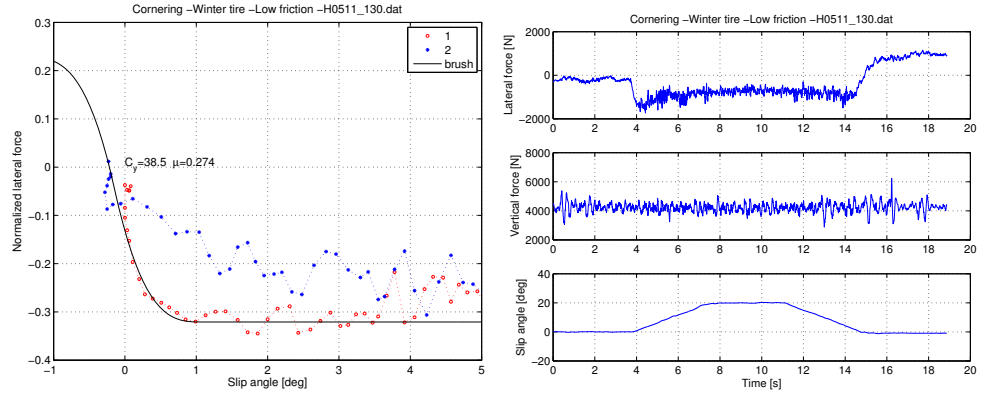 Cornering −Winter tire −Low friction −H0511_130.dat
Normalized lateral force
0.3
0.2
0.1
0
−0.1
−0.2
−0.3
−0.4
1
2
brush
C_y=38.5 μ=0.274
−1 0 1 2 3 4 5
Slip angle [deg]
Cornering −Winter tire −Low friction −H0511_130.dat
Lateral force [N]
2000
0
−2000
0 2 4 6 8 10 12 14 16 18 20
Vertical force [N]
8000
6000
4000
2000
0 2 4 6 8 10 12 14 16 18 20
Slip angle [deg]
40
20
0
−20
0 2 4 6 8 10 12 14 16 18 20
Time [s]